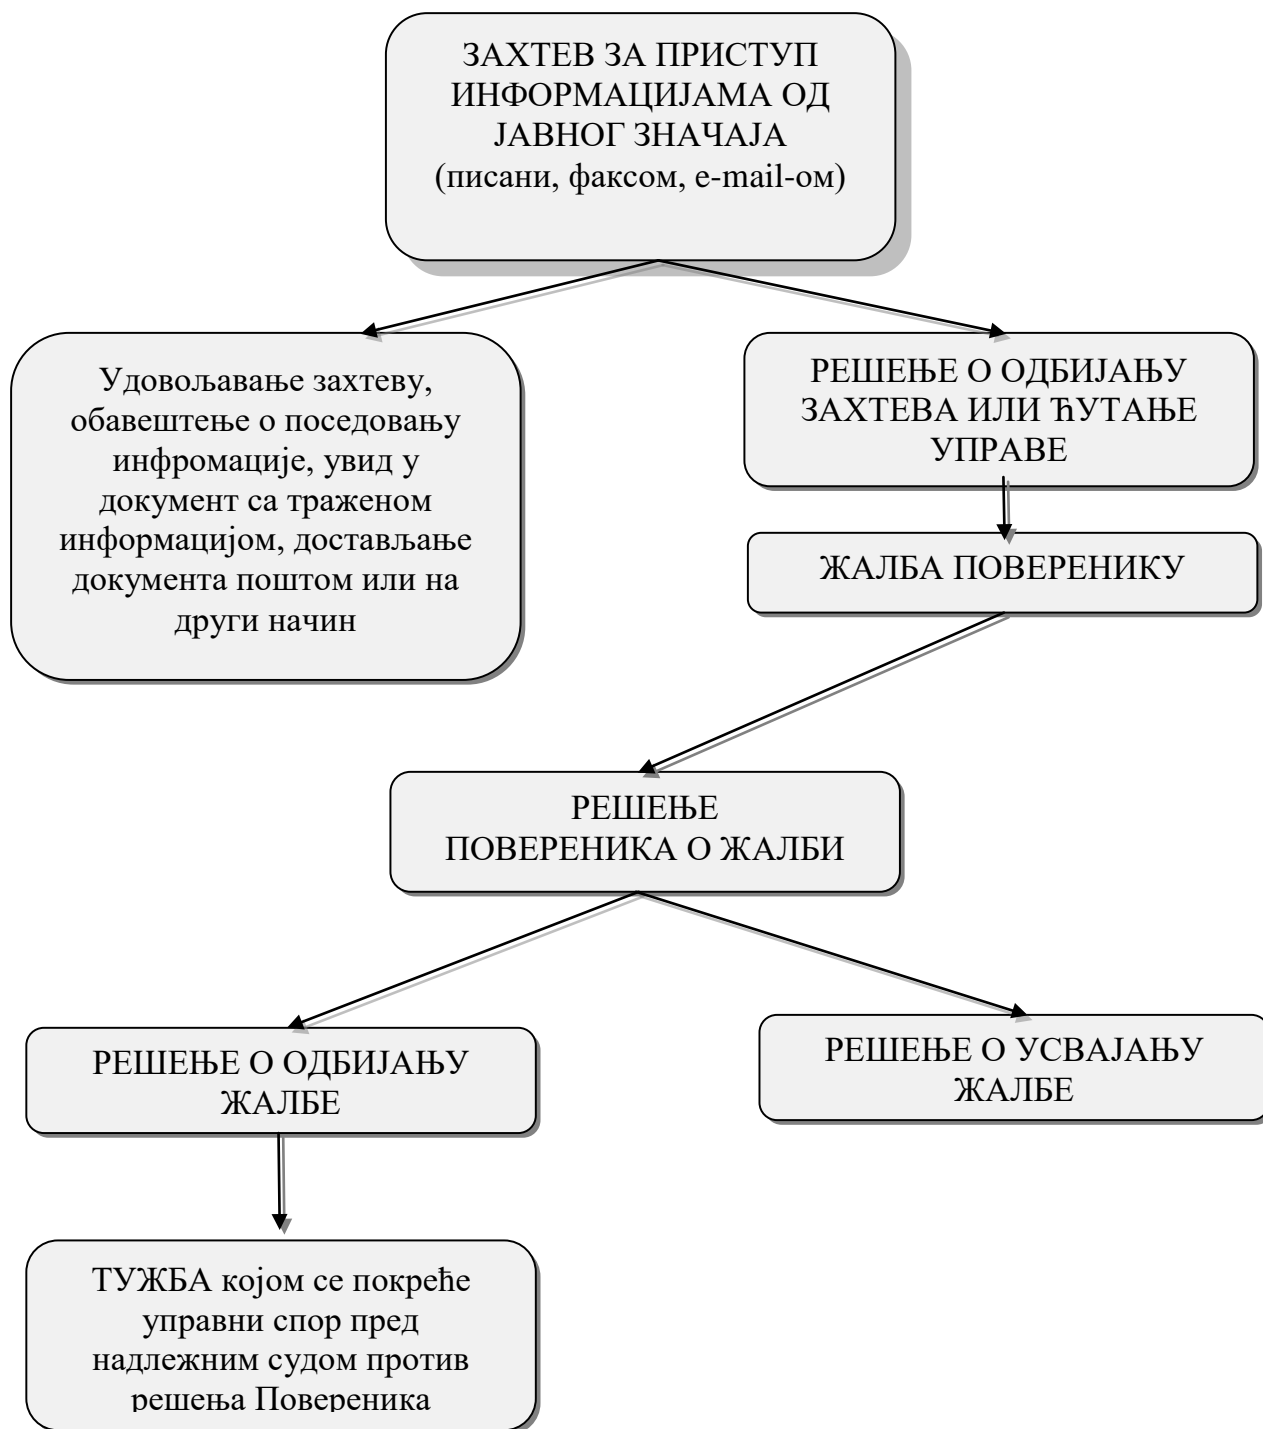 ЗАХТЕВ ЗА ПРИСТУП
ИНФОРМАЦИЈАМА ОД
ЈАВНОГ ЗНАЧАЈА
(писани, факсом, e-mail-ом)
Удовољавање захтеву,
обавештење о поседовању
инфромације, увид у
документ са траженом
информацијом, достављање
документа поштом или на
други начин
РЕШЕЊЕ О ОДБИЈАЊУ
ЗАХТЕВА ИЛИ ЋУТАЊЕ
УПРАВЕ
ЖАЛБА ПОВЕРЕНИКУ
РЕШЕЊЕ
ПОВЕРЕНИКА О ЖАЛБИ
РЕШЕЊЕ О ОДБИЈАЊУ
ЖАЛБЕ
РЕШЕЊЕ О УСВАЈАЊУ
ЖАЛБЕ
ТУЖБА којом се покреће
управни спор пред
надлежним судом против
решења Повереника